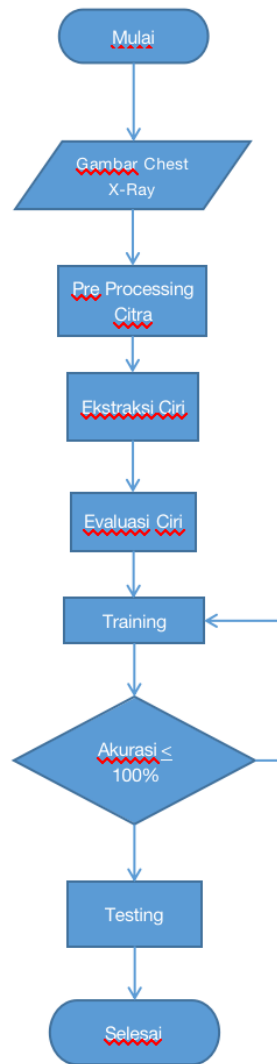 Mulai
Gambar Chest
X-Ray
Pre Processing
Citra
Ekstraksi Ciri
Evaluasi Ciri
Training
Akurasi <
100%
Testing
Selesai